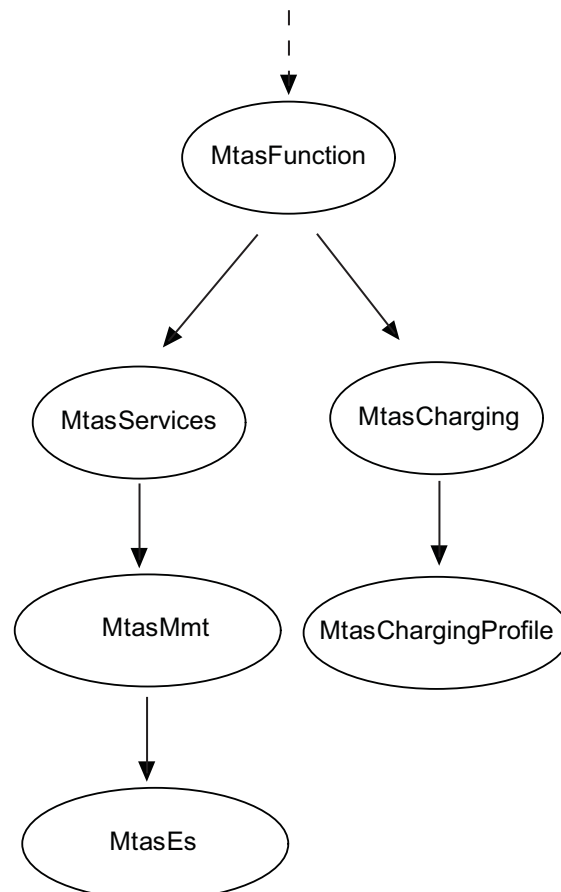 MtasFunction
MtasServices
MtasCharging
MtasMmt
MtasChargingProfile
MtasEs